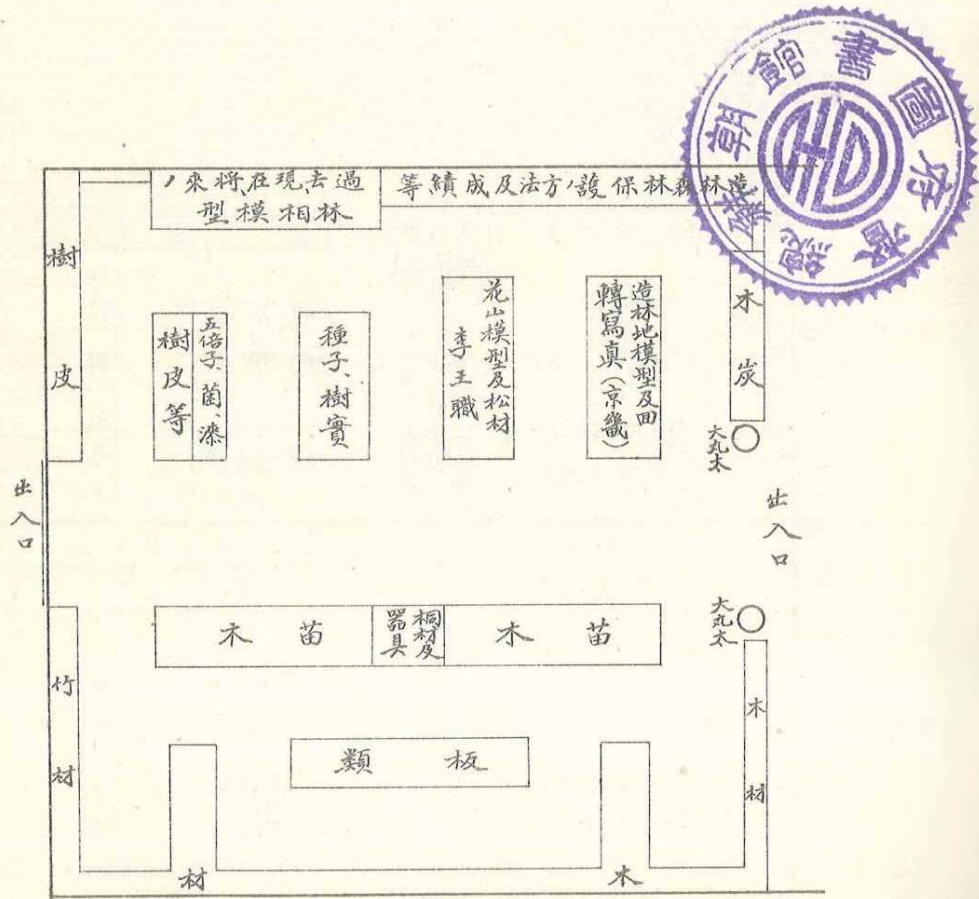 朝鮮總督府圖書館
造林森林保護ノ方法及成績等
過去現在將來ノ
林相模型
木炭
大丸太
造林地模型及回
轉寫真(京畿)
花山模型及松材
李王職
種子、樹實
五倍子、菌、漆
樹皮等
樹皮
出入口
出入口
大丸太
苗木
桐材及
器具
苗木
木材
板類
竹材
木材